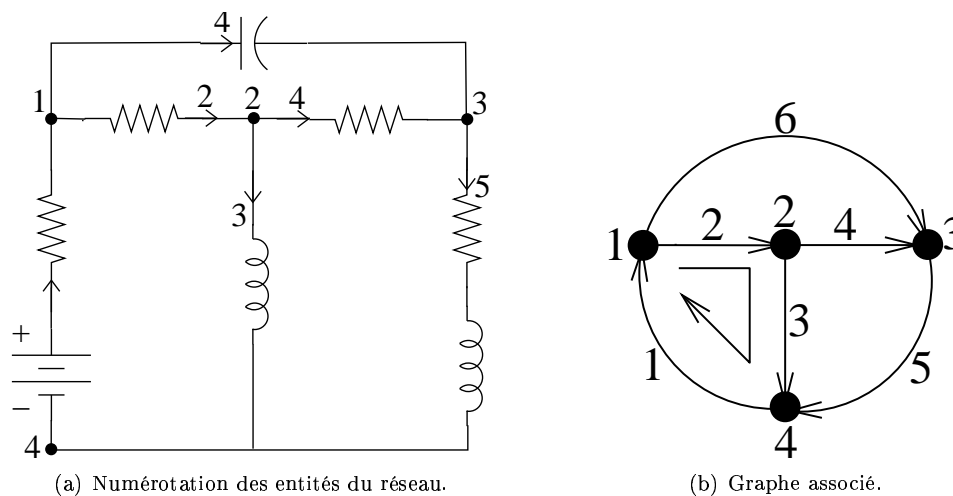 4
1 2 2 4 3
3 5
+
−
4
6
1 2 2 4 3
3
1 5
4
(a) Numérotation des entités du réseau.
(b) Graphe associé.